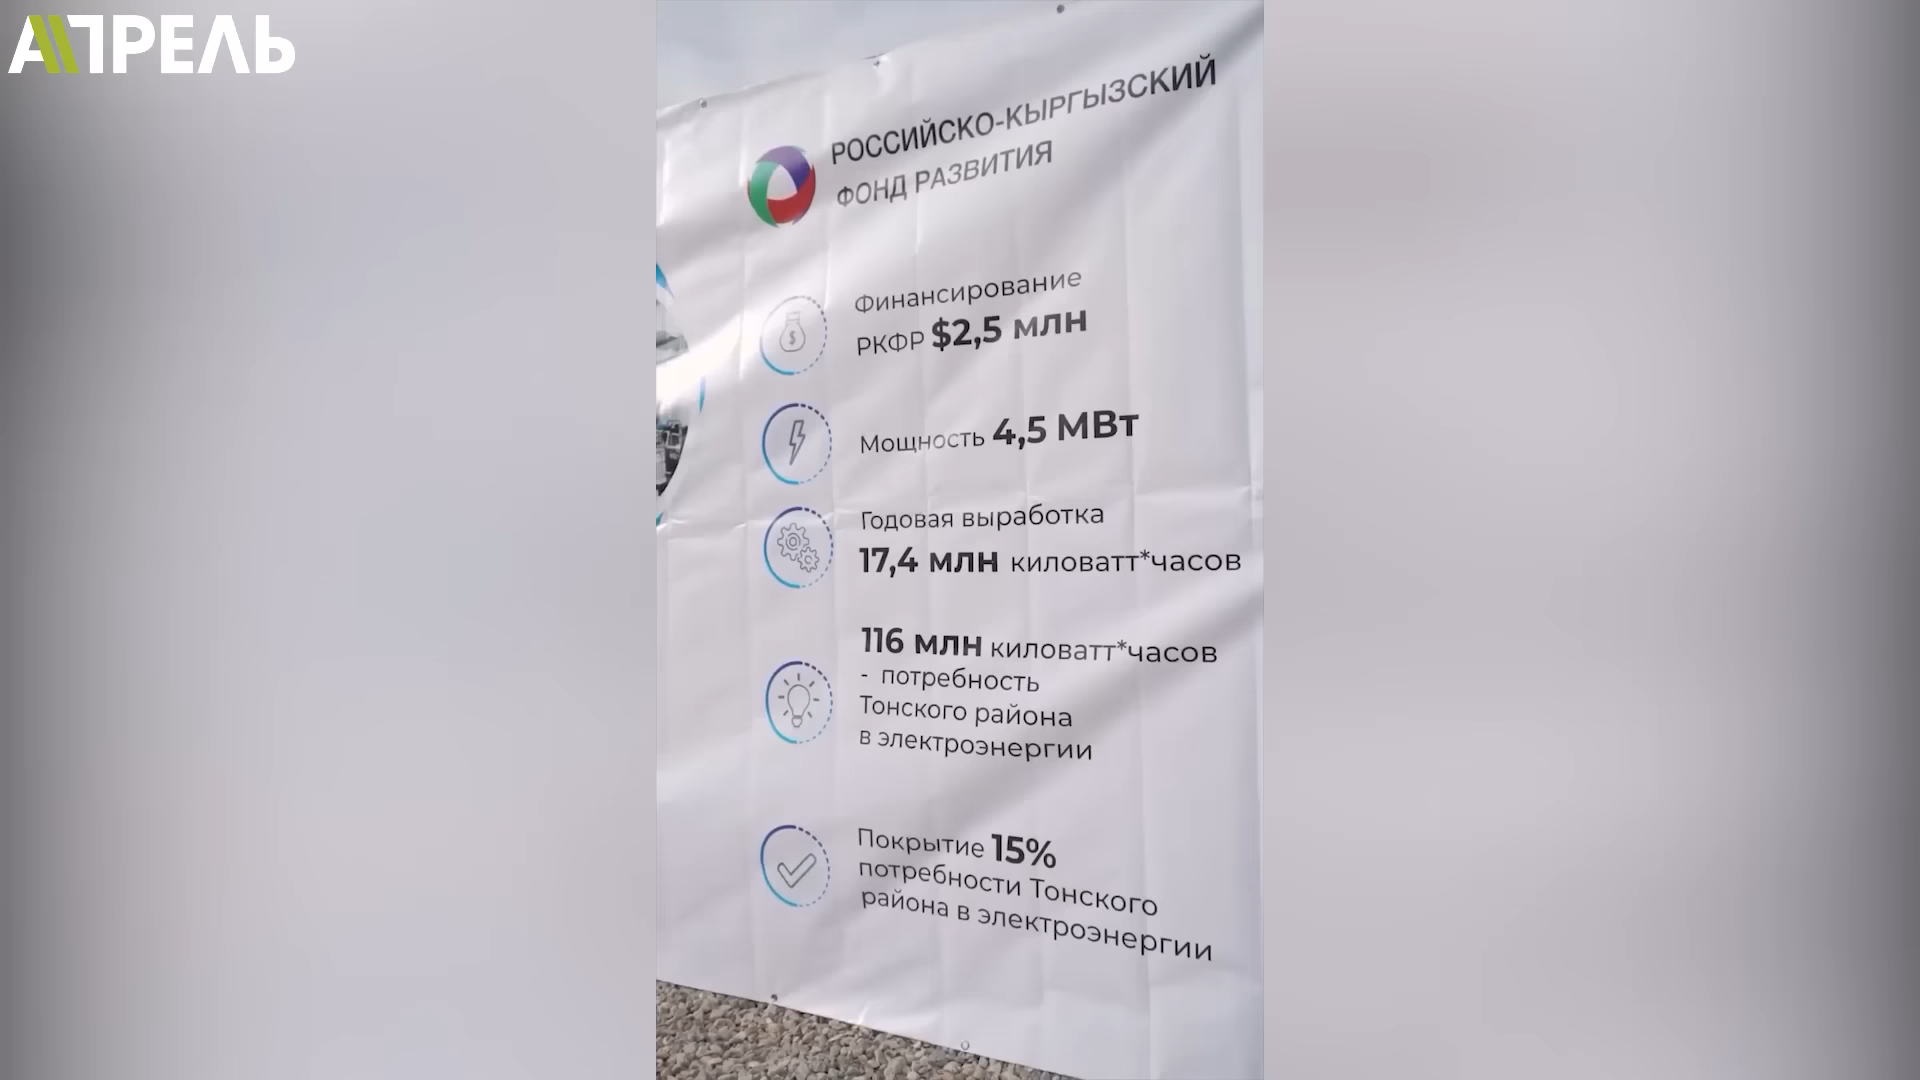 АПРЕЛЬ
РОССИЙСКО-КЫРГЫЗСКИЙ
ФОНД РАЗВИТИЯ
Финансирование
РКФР $2,5 млн
Мощность 4,5 МВт
Годовая выработка
17,4 млн киловатт*часов
116 млн киловатт*часов
- потребность
Тонского района
в электроэнергии
Покрытие 15%
потребности Тонского
района в электроэнергии